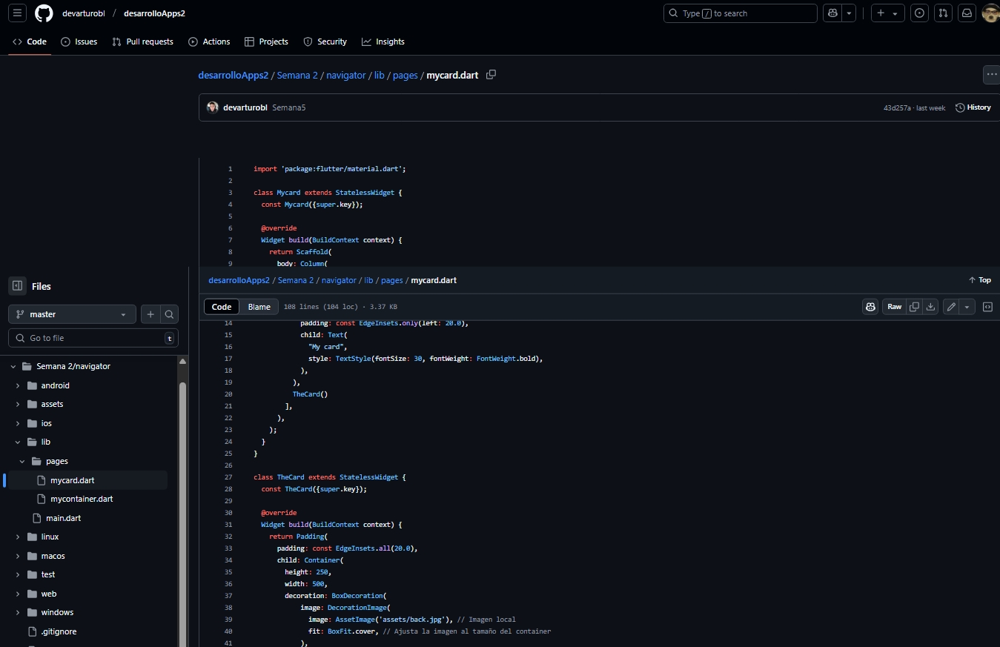 devarturobl / desarrolloApps2
Type / to search
Code
Issues
Pull requests
Actions
Projects
Security
Insights
desarrolloApps2 / Semana 2 / navigator / lib / pages / mycard.dart
devarturobl Semana5
43d257a · last week
History
1 import 'package:flutter/material.dart';
2
3 class Mycard extends StatelessWidget {
4 const Mycard({super.key});
5
6 @override
7 Widget build(BuildContext context) {
8 return Scaffold(
9 body: Column(
Files
master
Go to file t
Semana 2/navigator
android
assets
ios
lib
pages
mycard.dart
mycontainer.dart
main.dart
linux
macos
test
web
windows
.gitignore
desarrolloApps2 / Semana 2 / navigator / lib / pages / mycard.dart
Top
Code Blame 108 lines (104 loc) · 3.37 KB
Raw
14 padding: const EdgeInsets.only(left: 20.0),
15 child: Text(
16 "My card",
17 style: TextStyle(fontSize: 30, fontWeight: FontWeight.bold),
18 ),
19 ),
20 TheCard()
21 ],
22 ),
23 );
24 }
25 }
26
27 class TheCard extends StatelessWidget {
28 const TheCard({super.key});
29
30 @override
31 Widget build(BuildContext context) {
32 return Padding(
33 padding: const EdgeInsets.all(20.0),
34 child: Container(
35 height: 250,
36 width: 500,
37 decoration: BoxDecoration(
38 image: DecorationImage(
39 image: AssetImage('assets/back.jpg'), // Imagen local
40 fit: BoxFit.cover, // Ajusta la imagen al tamaño del container
41 ),